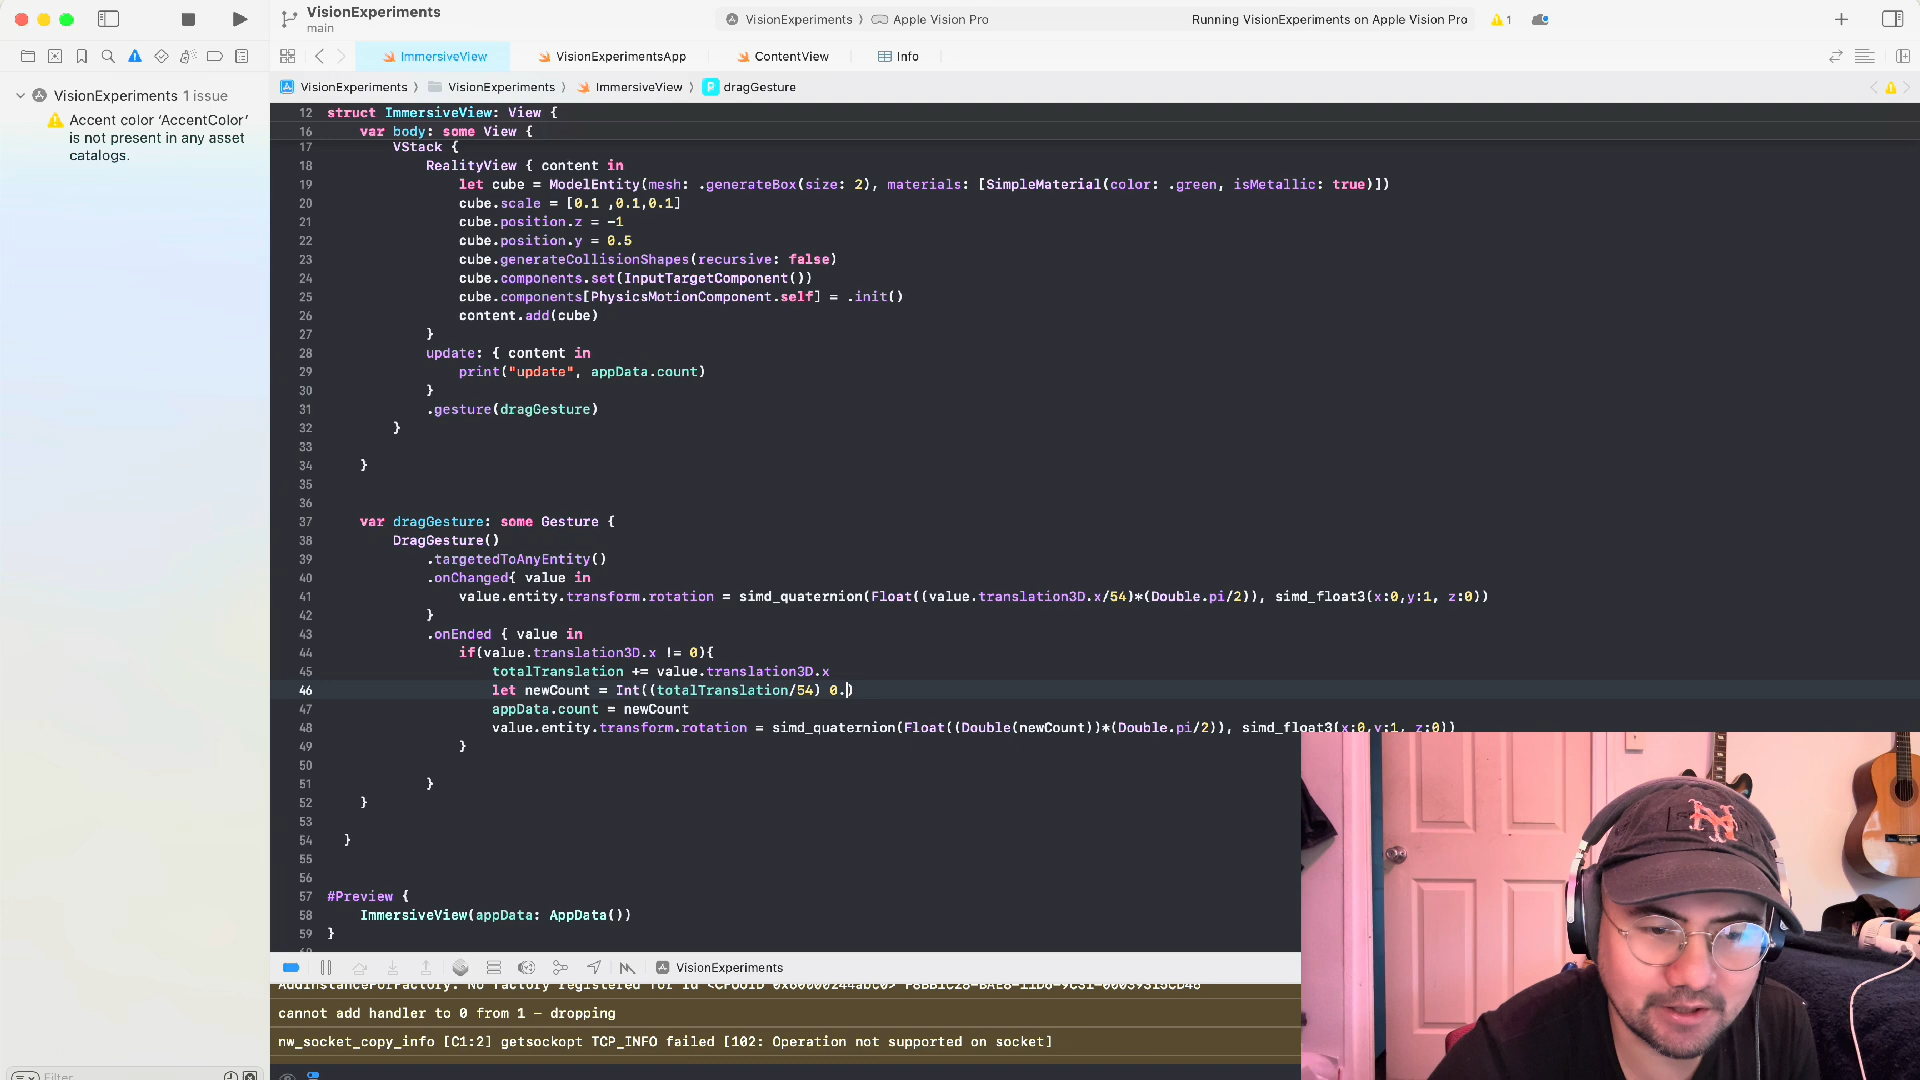 VisionExperiments
main
VisionExperiments 〉 Apple Vision Pro
Running VisionExperiments on Apple Vision Pro
1
ImmersiveView
VisionExperimentsApp
ContentView
Info
VisionExperiments 〉 VisionExperiments 〉 ImmersiveView 〉 P dragGesture
VisionExperiments 1 issue
Accent color ‘AccentColor’
is not present in any asset
catalogs.
12 struct ImmersiveView: View {
16 var body: some View {
17 VStack {
18 RealityView { content in
19 let cube = ModelEntity(mesh: .generateBox(size: 2), materials: [SimpleMaterial(color: .green, isMetallic: true)])
20 cube.scale = [0.1 ,0.1,0.1]
21 cube.position.z = -1
22 cube.position.y = 0.5
23 cube.generateCollisionShapes(recursive: false)
24 cube.components.set(InputTargetComponent())
25 cube.components[PhysicsMotionComponent.self] = .init()
26 content.add(cube)
27 }
28 update: { content in
29 print("update", appData.count)
30 }
31 .gesture(dragGesture)
32 }
33
34 }
35
36
37 var dragGesture: some Gesture {
38 DragGesture()
39 .targetedToAnyEntity()
40 .onChanged{ value in
41 value.entity.transform.rotation = simd_quaternion(Float((value.translation3D.x/54)*(Double.pi/2)), simd_float3(x:0,y:1, z:0))
42 }
43 .onEnded { value in
44 if(value.translation3D.x != 0){
45 totalTranslation += value.translation3D.x
46 let newCount = Int((totalTranslation/54) 0.)
47 appData.count = newCount
48 value.entity.transform.rotation = simd_quaternion(Float((Double(newCount))*(Double.pi/2)), simd_float3(x:0,y:1, z:0))
49 }
50
51 }
52 }
53
54 }
55
56
57 #Preview {
58 ImmersiveView(appData: AppData())
59 }
VisionExperiments
cannot add handler to 0 from 1 - dropping
nw_socket_copy_info [C1:2] getsockopt TCP_INFO failed [102: Operation not supported on socket]
Filter